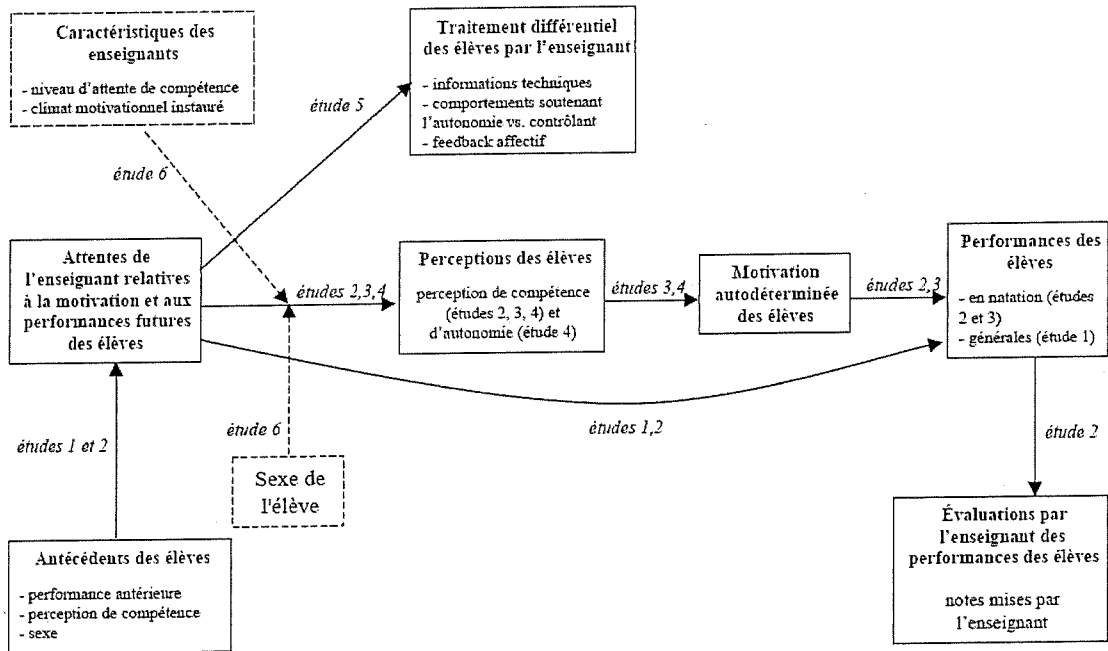 Caractéristiques des
enseignants
- niveau d'attente de compétence
- climat motivationnel instauré
Traitement différentiel
des élèves par l'enseignant
- informations techniques
- comportements soutenant
l'autonomie vs. contrôlant
- feedback affectif
étude 5
étude 6
Attentes de
l'enseignant relatives
à la motivation et aux
performances futures
des élèves
études 2,3,4
Perceptions des élèves
perception de compétence
(études 2, 3, 4) et
d'autonomie (étude 4)
études 3,4
Motivation
autodéterminée
des élèves
études 2,3
Performances des
élèves
- en natation (études
2 et 3)
- générales (étude 1)
études 1 et 2
étude 6
études 1,2
étude 2
Sexe de
l'élève
Antécédents des élèves
- performance antérieure
- perception de compétence
- sexe
Évaluations par
l'enseignant des
performances des élèves
notes mises par
l'enseignant